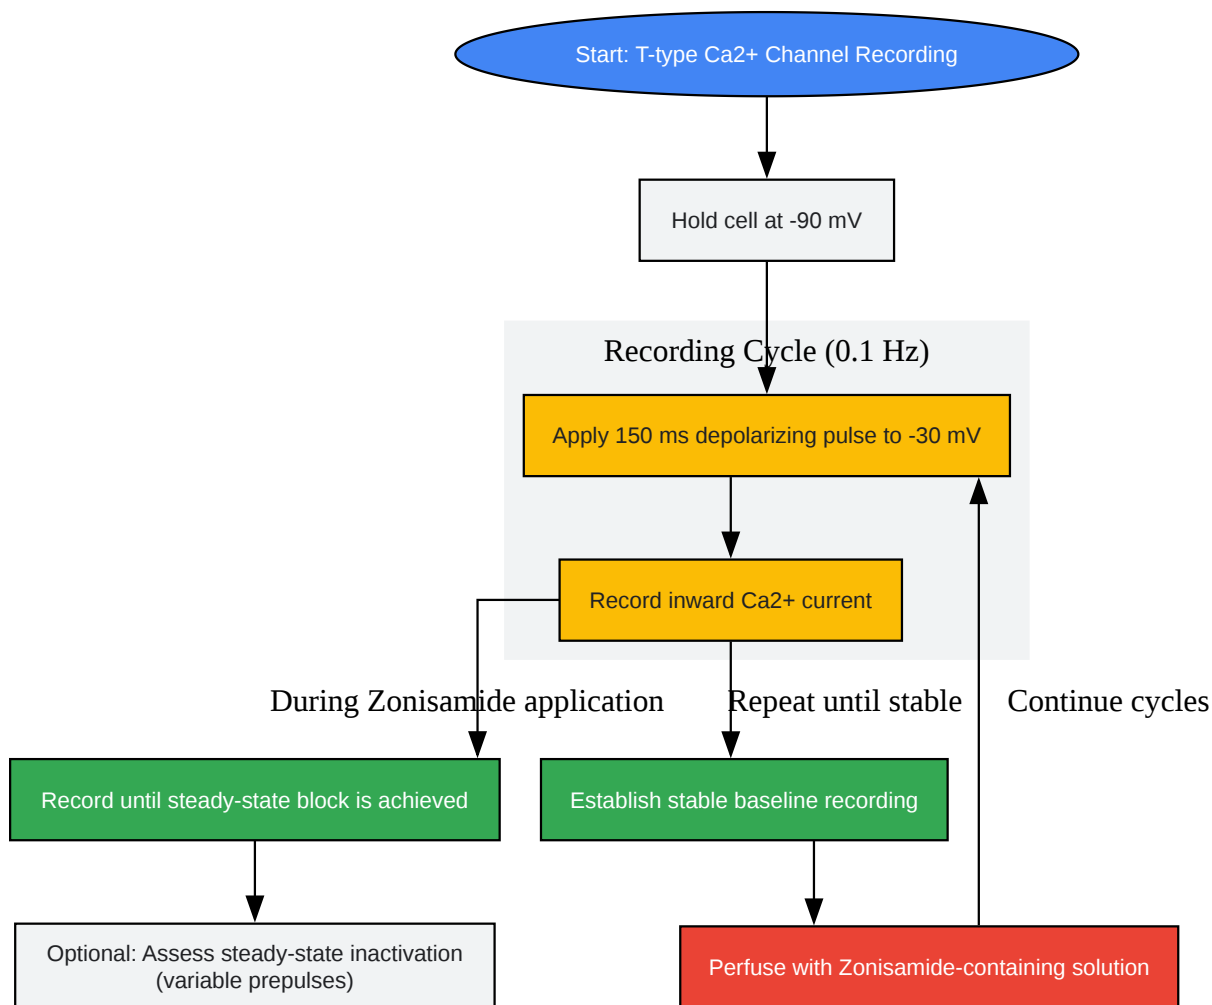 Start: T-type Ca2+ Channel Recording
Hold cell at -90 mV
Recording Cycle (0.1 Hz)
Apply 150 ms depolarizing pulse to -30 mV
Record inward Ca2+ current
During Zonisamide application
Repeat until stable
Continue cycles
Record until steady-state block is achieved
Establish stable baseline recording
Optional: Assess steady-state inactivation
(variable prepulses)
Perfuse with Zonisamide-containing solution